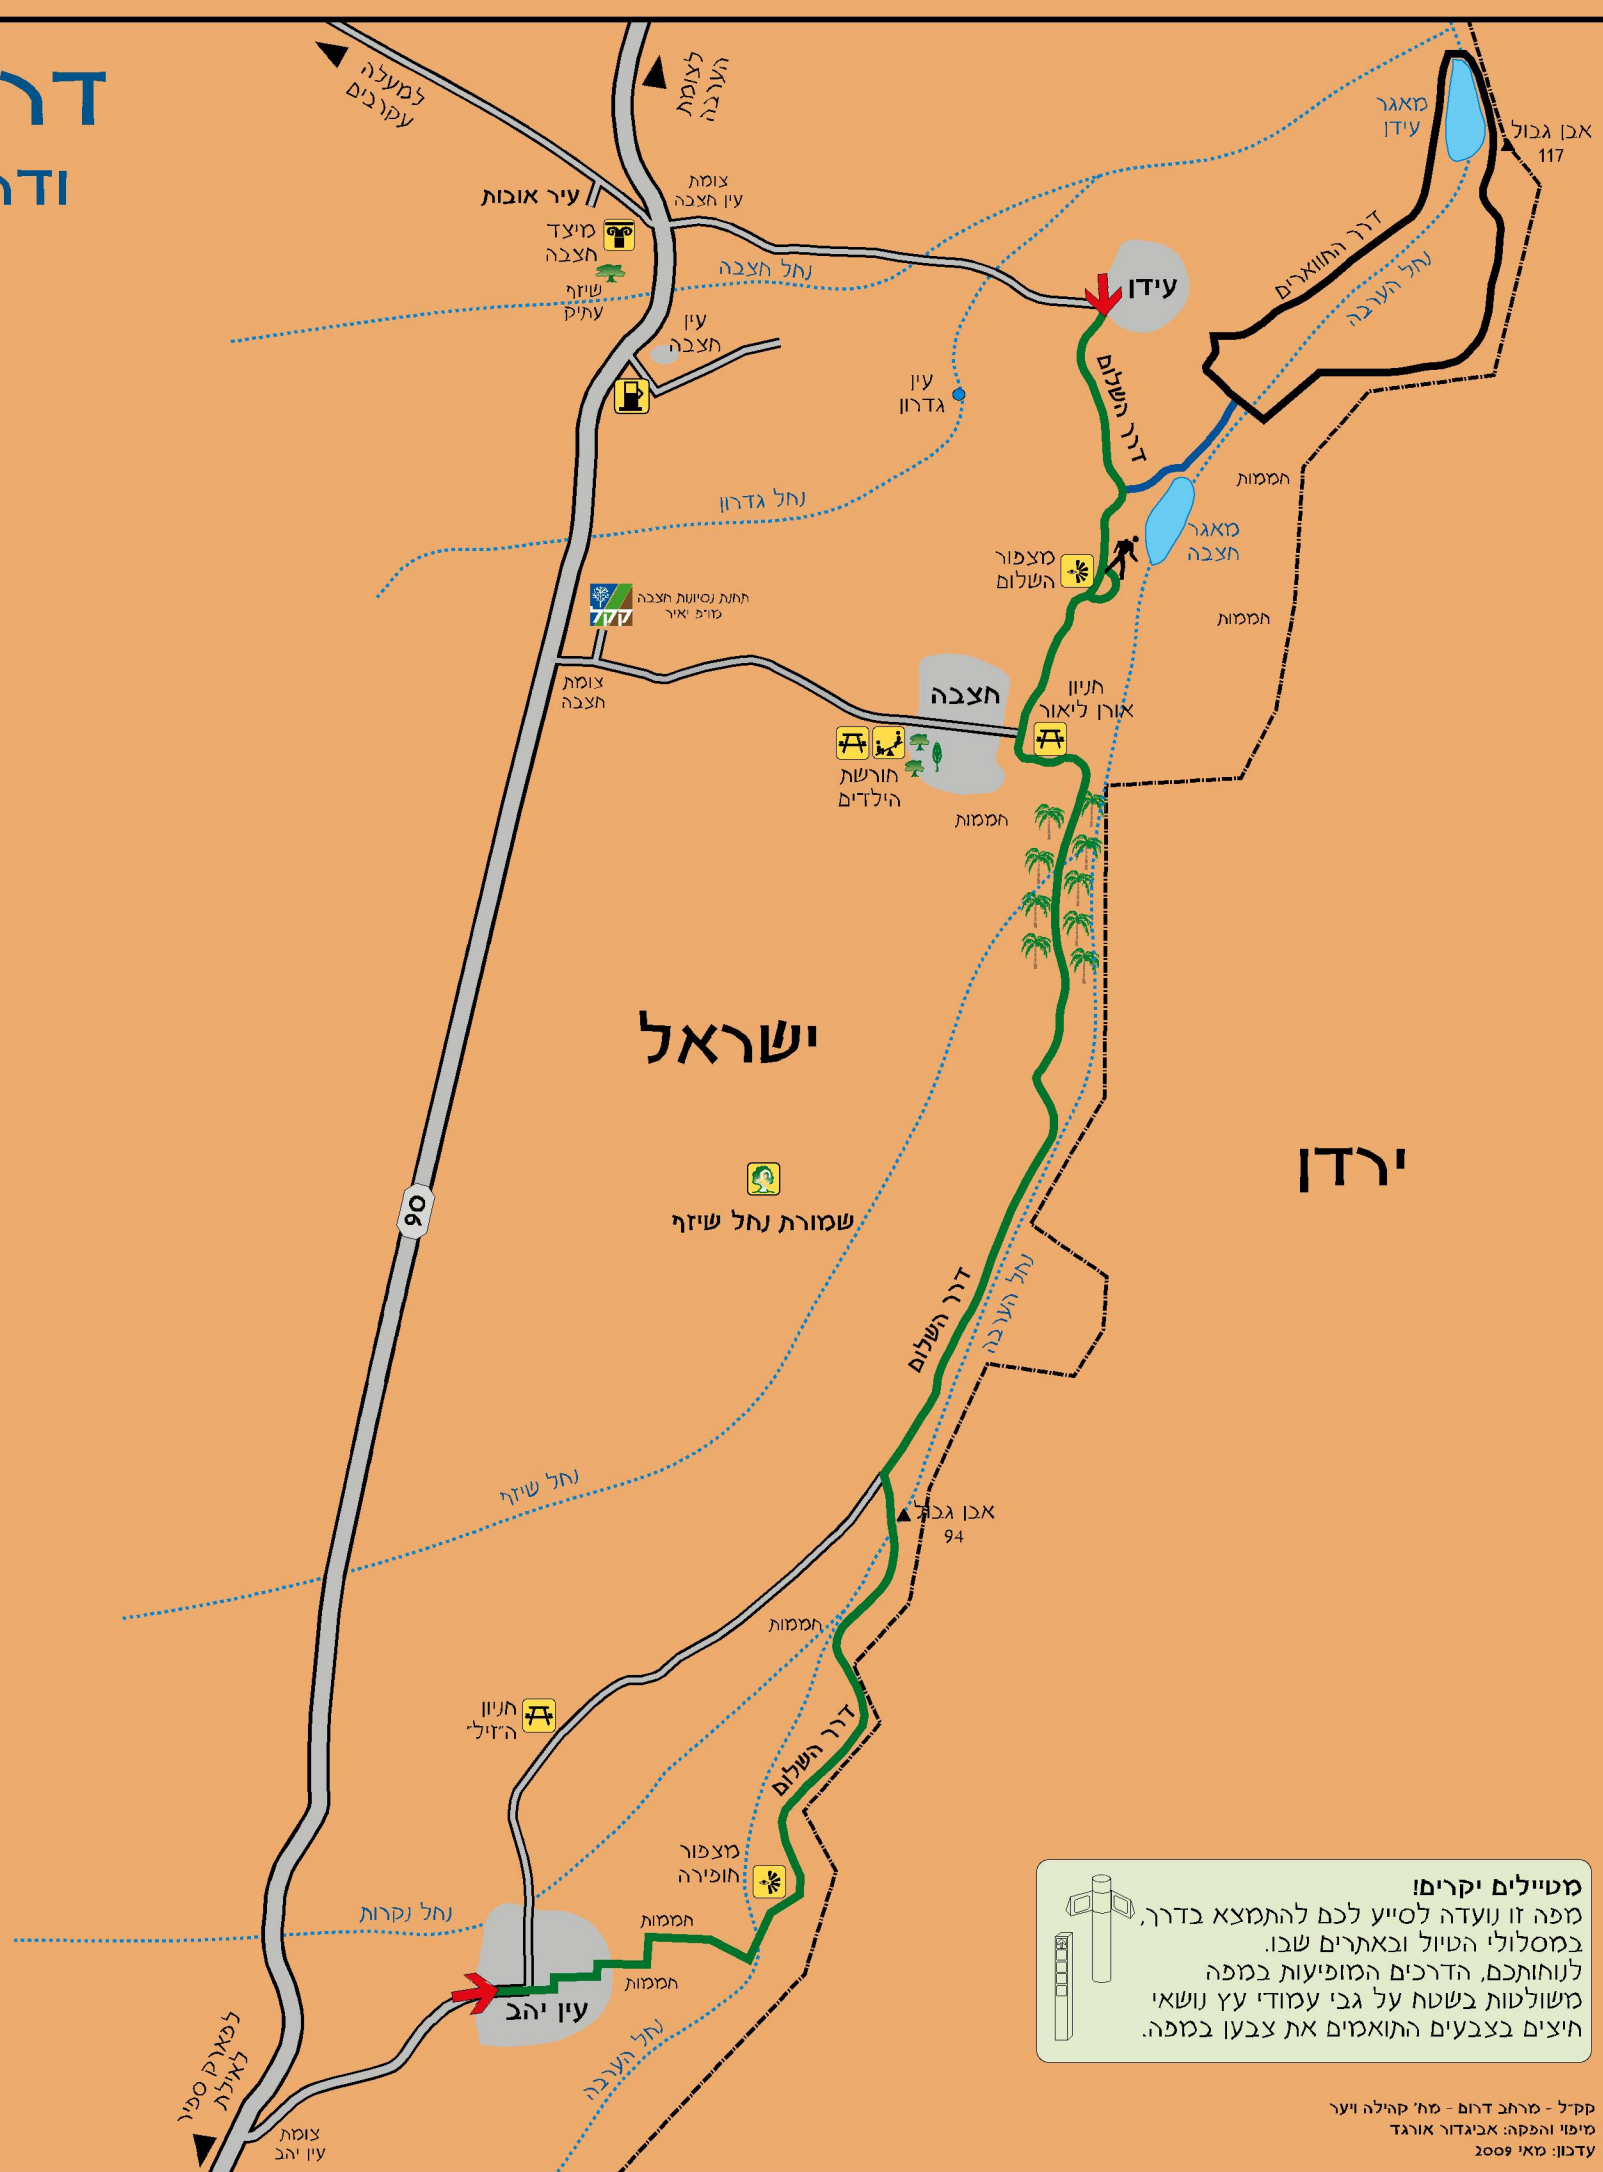 למעלה
עקרבים
לצומת
הערבה
מאגר
עידן
אבן גבול
117
עיר אובות
צומת
עין חצבה
מיצד
חצבה
שיזף
עתיק
נחל חצבה
עידן
דרך החווארים
נחל הערבה
עין
חצבה
עין
גדרון
דרך השלום
חממות
נחל גדרון
מאגר
חצבה
מצפור
השלום
תחנת נסיונות חצבה
מו״פ יאיר
קקל
חממות
צומת
חצבה
חצבה
חניון
אורן ליאור
חורשת
הילדים
חממות
ישראל
ירדן
90
שמורת נחל שיזף
דרך השלום
נחל הערבה
נחל שיזף
אבן גבול
94
חממות
חניון
ה״זיל״
דרך השלום
מצפור
חופירה
נחל נקרות
חממות
חממות
עין יהב
נחל הערבה
לפארק ספיר
לאילת
צומת
עין יהב
מטיילים יקרים!
מפה זו נועדה לסייע לכם להתמצא בדרך,
במסלולי הטיול ובאתרים שבו.
לנוחותכם, הדרכים המופיעות במפה
משולטות בשטח על גבי עמודי עץ נושאי
חיצים בצבעים התואמים את צבען במפה.
קק״ל - מרחב דרום - מח' קהילה ויער
מיפוי והפקה: אביגדור אורגד
עדכון: מאי 2009